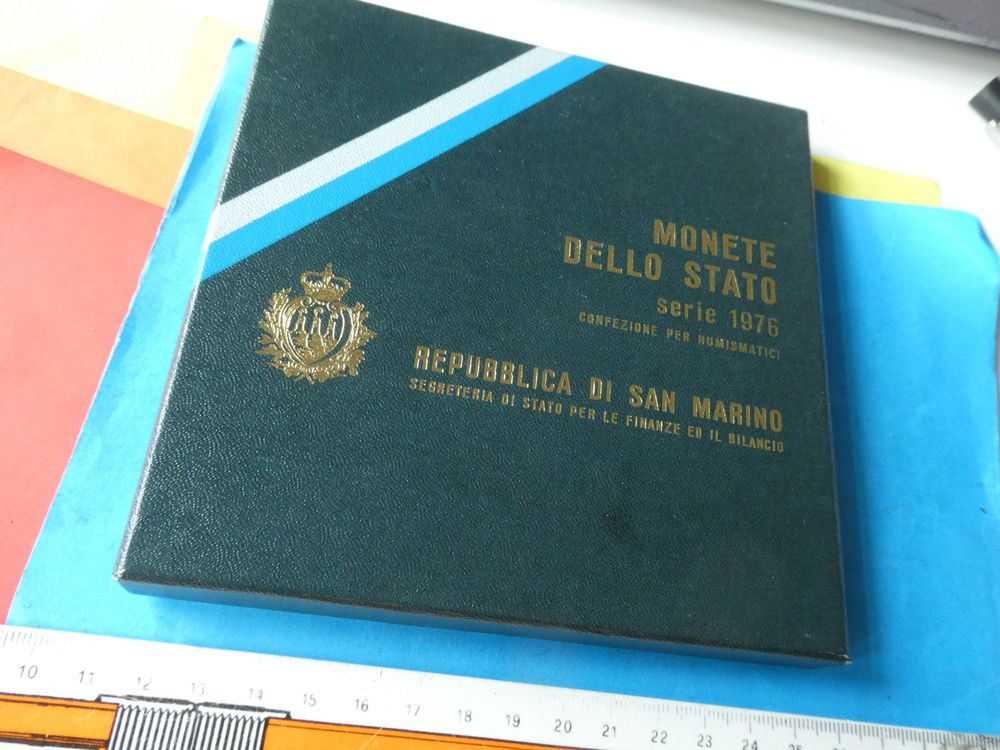 MONETE
DELLO STATO
serie 1976
CONFEZIONE PER NUMISMATICI
REPUBBLICA DI SAN MARINO
SEGRETERIA DI STATO PER LE FINANZE ED IL BILANCIO
10 11 12 13 14 15 16 17 18 19 20 21 22 23 24 25